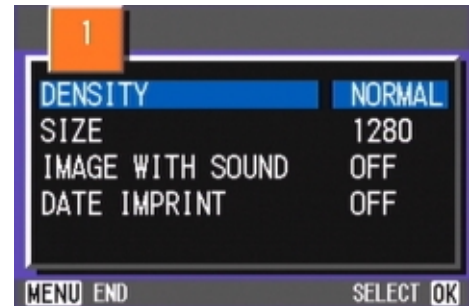 1
DENSITY NORMAL
SIZE 1280
IMAGE WITH SOUND OFF
DATE IMPRINT OFF
MENU END SELECT OK